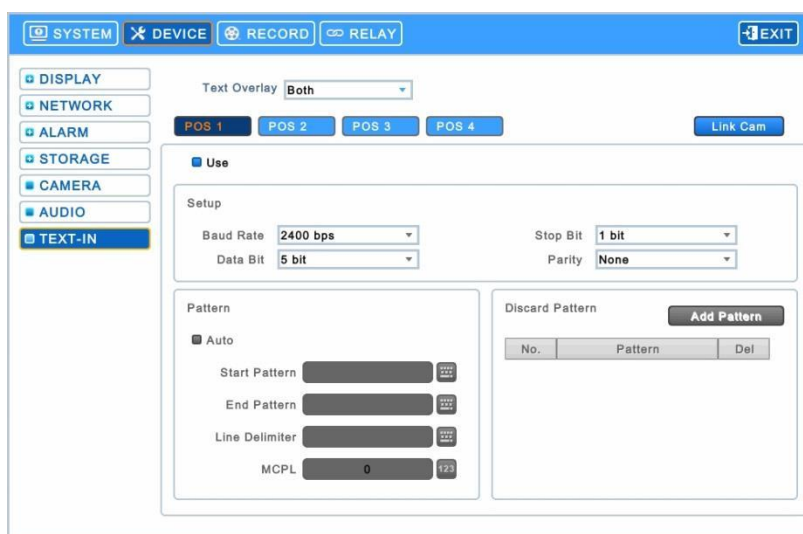 SYSTEM DEVICE RECORD RELAY EXIT
DISPLAY
NETWORK
ALARM
STORAGE
CAMERA
AUDIO
TEXT-IN
Text Overlay Both
POS 1 POS 2 POS 3 POS 4 Link Cam
Use
Setup
Baud Rate 2400 bps Stop Bit 1 bit
Data Bit 5 bit Parity None
Pattern
Auto
Start Pattern
End Pattern
Line Delimiter
MCPL 0 123
Discard Pattern Add Pattern
No. Pattern Del